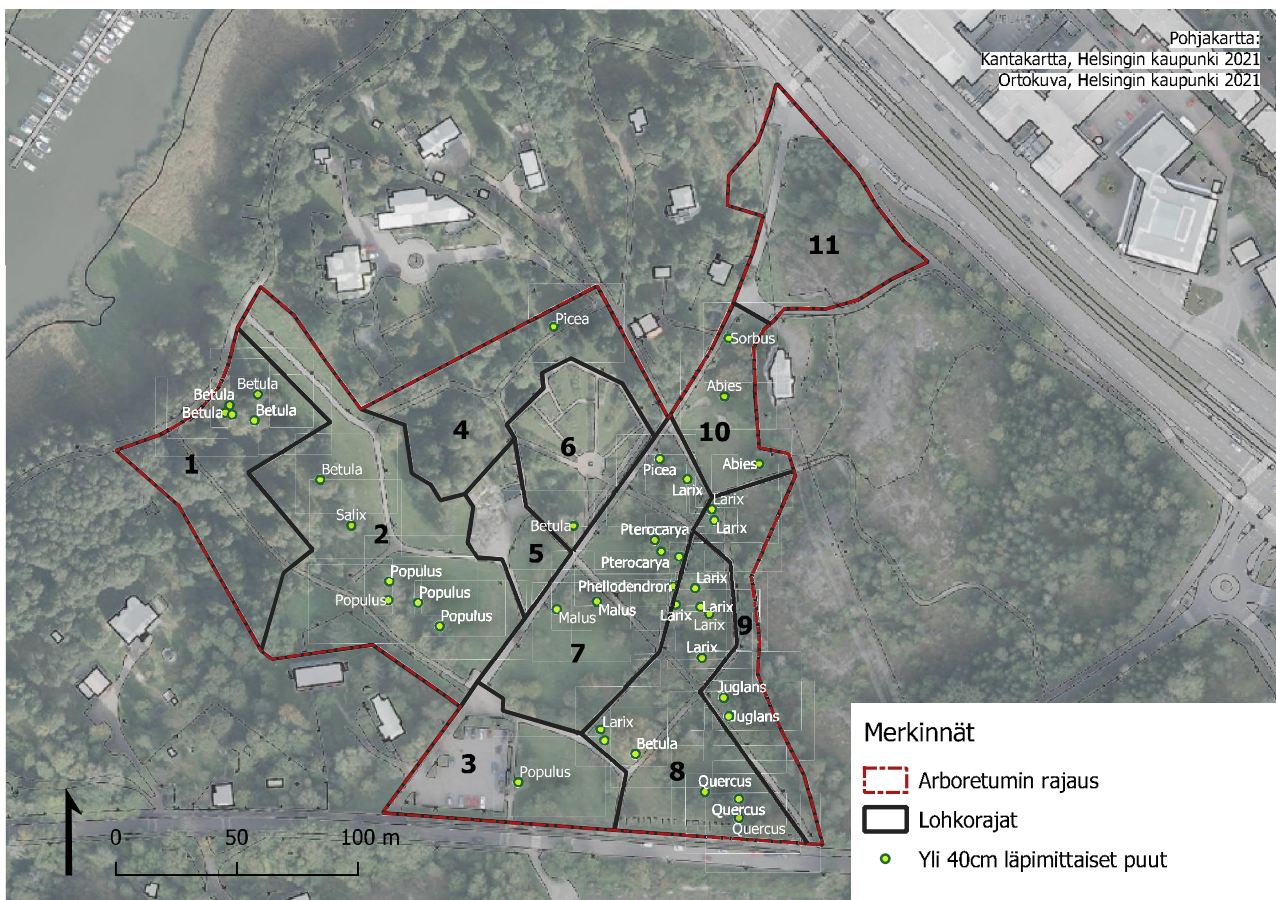 Pohjakartta:
Kantakartta, Helsingin kaupunki 2021
Ortokuva, Helsingin kaupunki 2021
11
Picea
Sorbus
Betula
Betula
Betula
Betula
Abies
4
6
10
1
Picea
Abies
Betula
Larix
Larix
Salix
2
Betula
Larix
Pterocarya
5
Pterocarya
Populus
Phellodendron
Larix
Populus
Populus
Malus
Malus
Larix
Larix
Larix
Populus
9
7
Larix
Juglans
Juglans
Larix
Betula
3
Populus
8
Quercus
Quercus
Quercus
0
50
100 m
Merkinnät
Arboretumin rajaus
Lohkorajat
Yli 40cm läpimittaiset puut